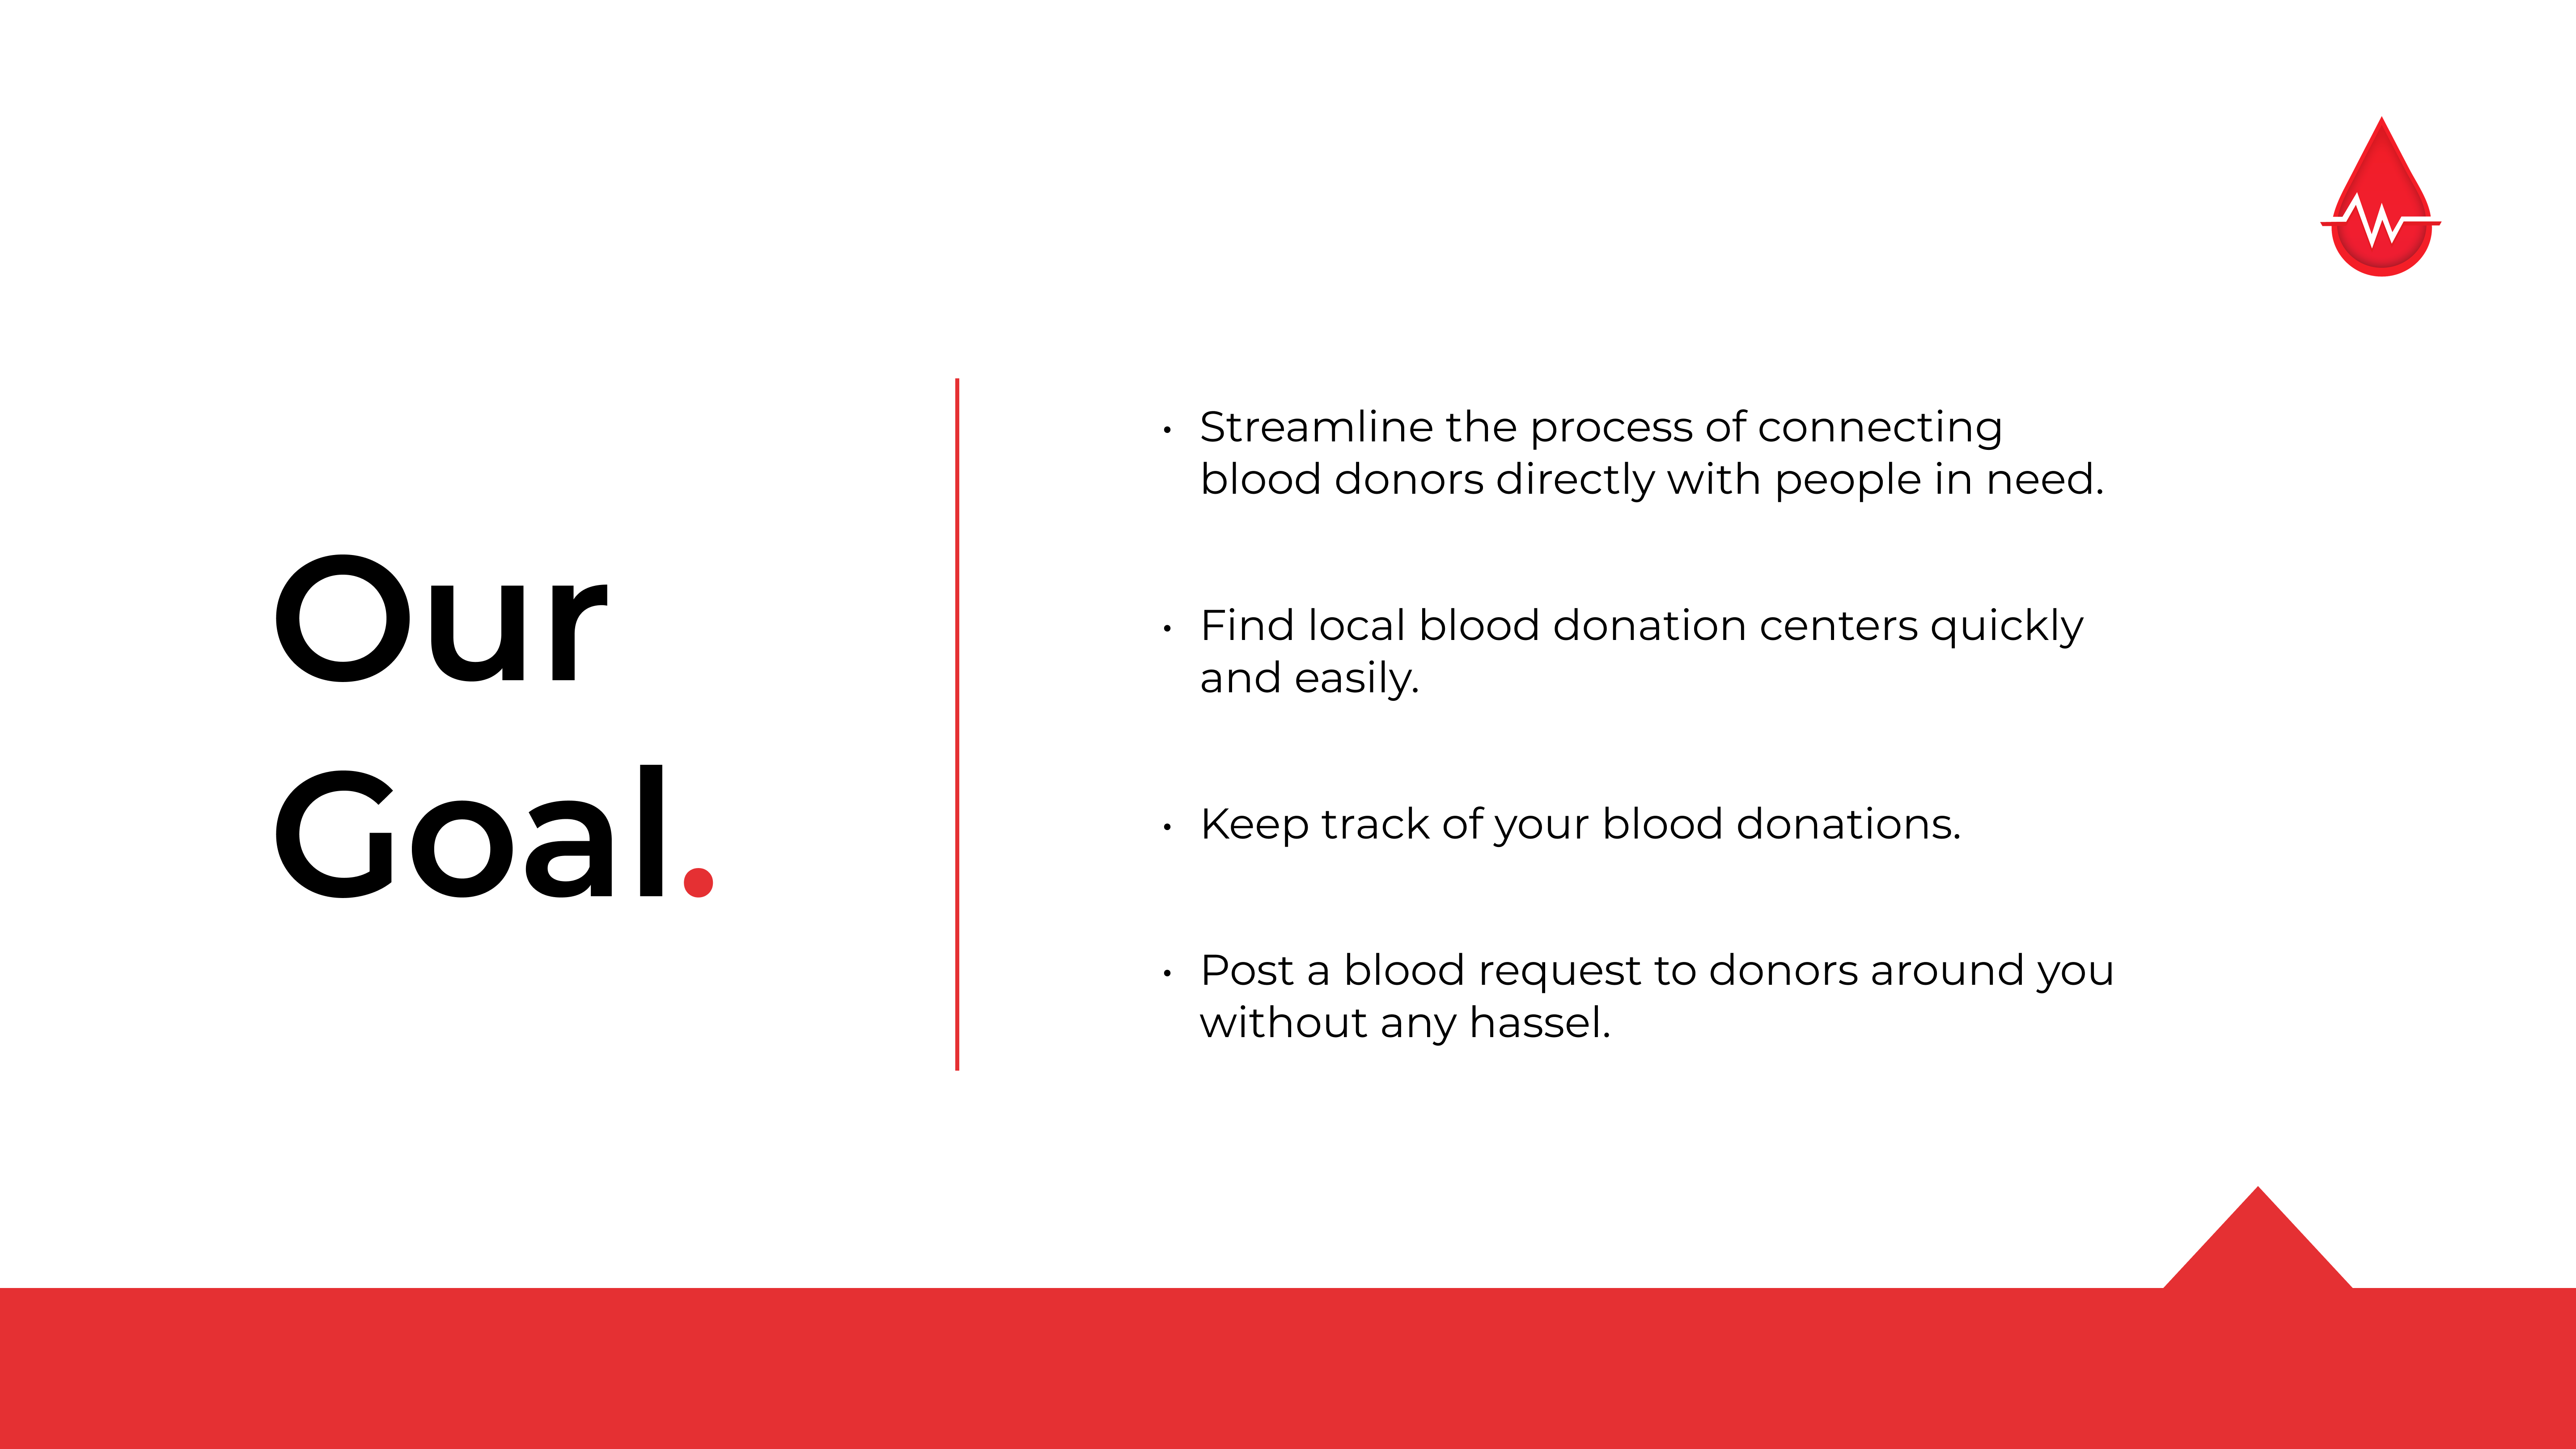 Our
Goal.
• Streamline the process of connecting
blood donors directly with people in need.
• Find local blood donation centers quickly
and easily.
• Keep track of your blood donations.
• Post a blood request to donors around you
without any hassel.